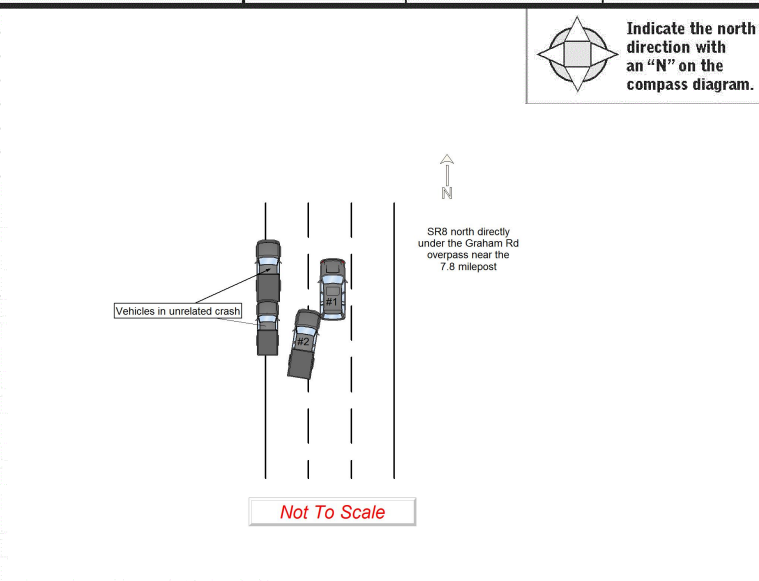 Indicate the north
direction with
an “N” on the
compass diagram.
N
SR8 north directly
under the Graham Rd
overpass near the
7.8 milepost
Vehicles in unrelated crash
#1
#2
Not To Scale